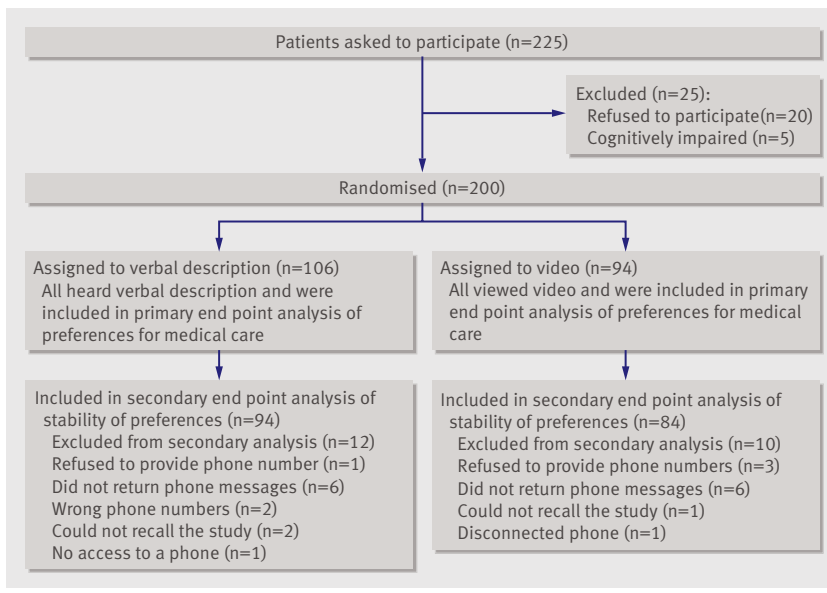 Patients asked to participate (n=225)
Excluded (n=25):
Refused to participate(n=20)
Cognitively impaired (n=5)
Randomised (n=200)
Assigned to verbal description (n=106)
All heard verbal description and were
included in primary end point analysis of
preferences for medical care
Assigned to video (n=94)
All viewed video and were included in primary
end point analysis of preferences for medical
care
Included in secondary end point analysis of
stability of preferences (n=94)
Excluded from secondary analysis (n=12)
Refused to provide phone number (n=1)
Did not return phone messages (n=6)
Wrong phone numbers (n=2)
Could not recall the study (n=2)
No access to a phone (n=1)
Included in secondary end point analysis of
stability of preferences (n=84)
Excluded from secondary analysis (n=10)
Refused to provide phone numbers (n=3)
Did not return phone messages (n=6)
Could not recall the study (n=1)
Disconnected phone (n=1)